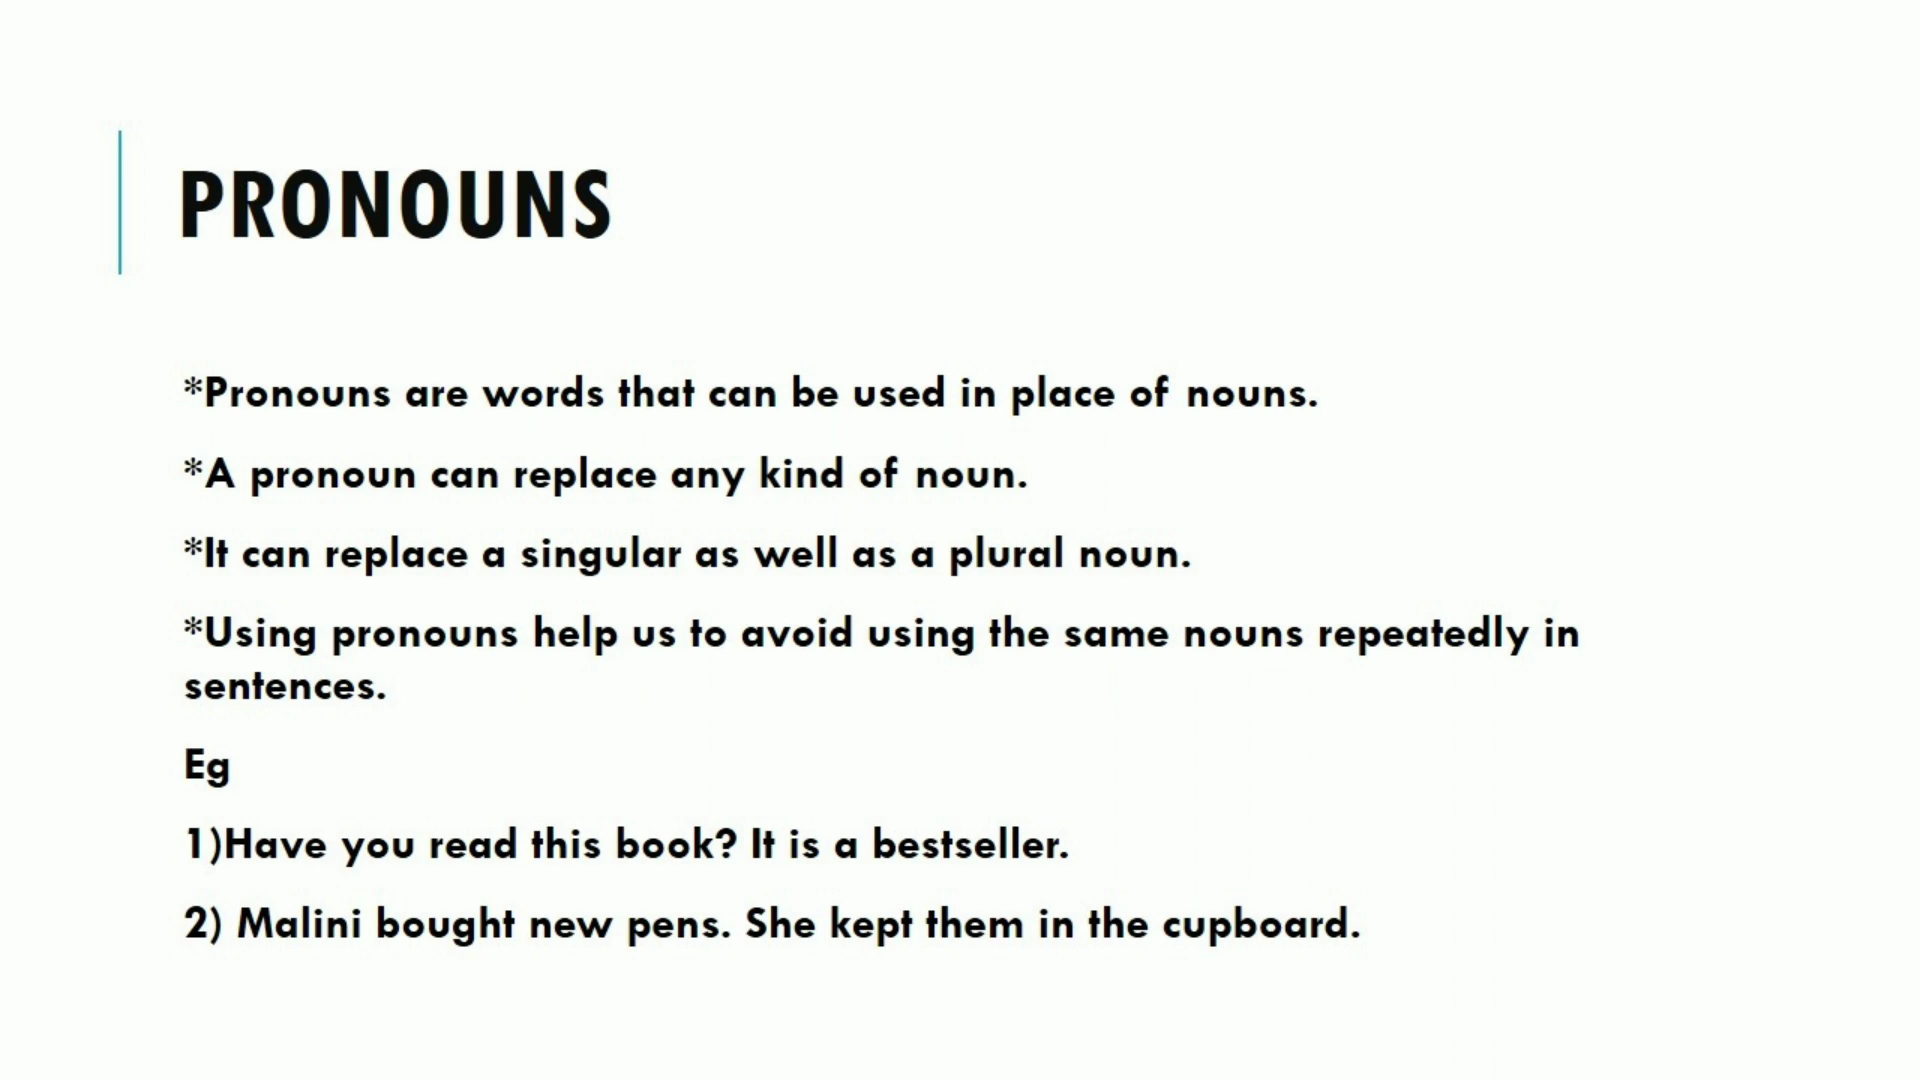 PRONOUNS
*Pronouns are words that can be used in place of nouns.
*A pronoun can replace any kind of noun.
*It can replace a singular as well as a plural noun.
*Using pronouns help us to avoid using the same nouns repeatedly in
sentences.
Eg
1)Have you read this book? It is a bestseller.
2) Malini bought new pens. She kept them in the cupboard.